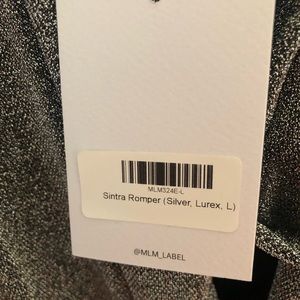 MLM324E-L
Sintra Romper (Silver, Lurex, L)
@MLM_LABEL